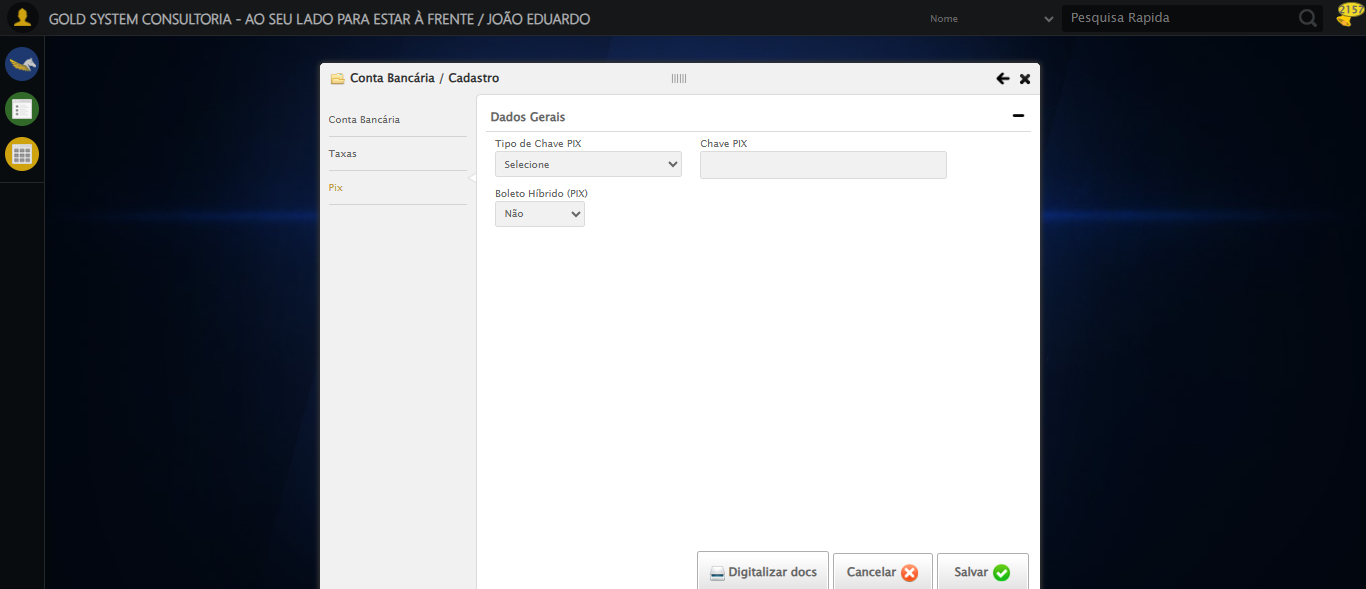 GOLD SYSTEM CONSULTORIA - AO SEU LADO PARA ESTAR À FRENTE / JOÃO EDUARDO
Nome
Pesquisa Rapida
2157
Conta Bancária / Cadastro
Conta Bancária
Taxas
Pix
Dados Gerais
Tipo de Chave PIX
Chave PIX
Selecione
Boleto Híbrido (PIX)
Não
Digitalizar docs
Cancelar
Salvar